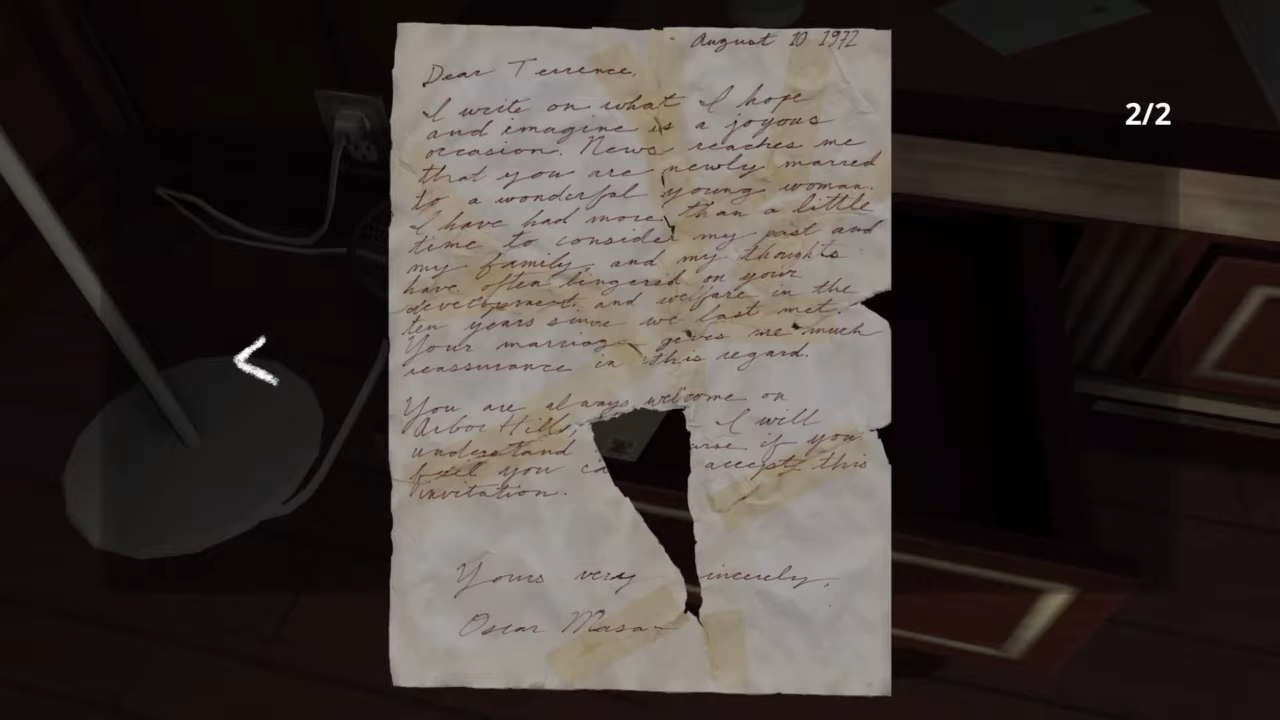 August 10 1972
2/2
Dear Terrence,
I write on what I hope
and imagine is a joyous
occasion. News reaches me
that you are newly married
to a wonderful young woman.
I have had more than a little
time to consider my past and
my family, and my thoughts
have often lingered on your
development and welfare in the
ten years since we last met.
Your marriage gives me much
reassurance in this regard.
You are always welcome on
Arbor Hills, I will
understand urse if you
feel you ca accept this
invitation.
Yours very incerely,
Oscar Masan